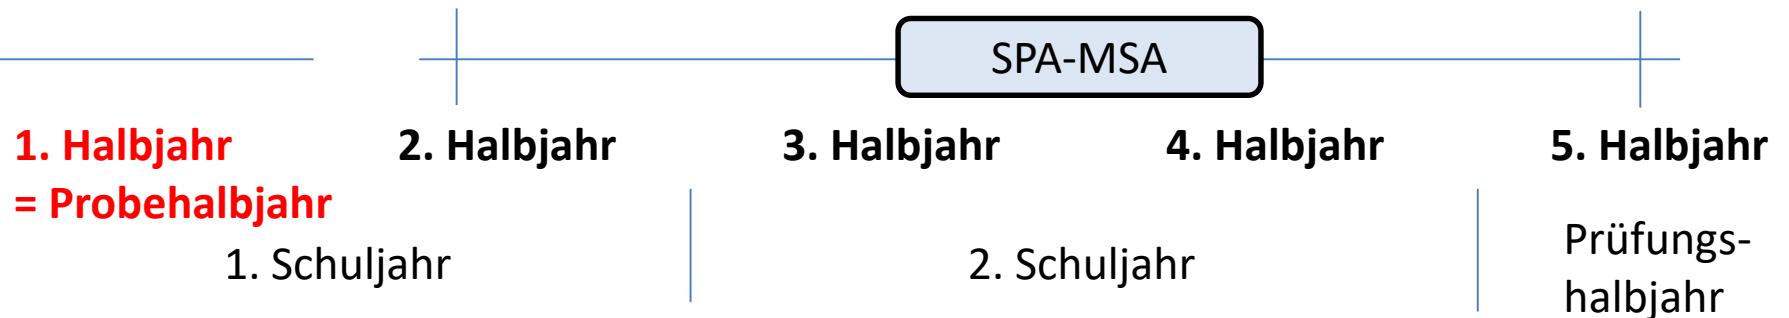 SPA-MSA
1. Halbjahr
= Probehalbjahr
2. Halbjahr
3. Halbjahr
4. Halbjahr
5. Halbjahr
1. Schuljahr
2. Schuljahr
Prüfungs-
halbjahr